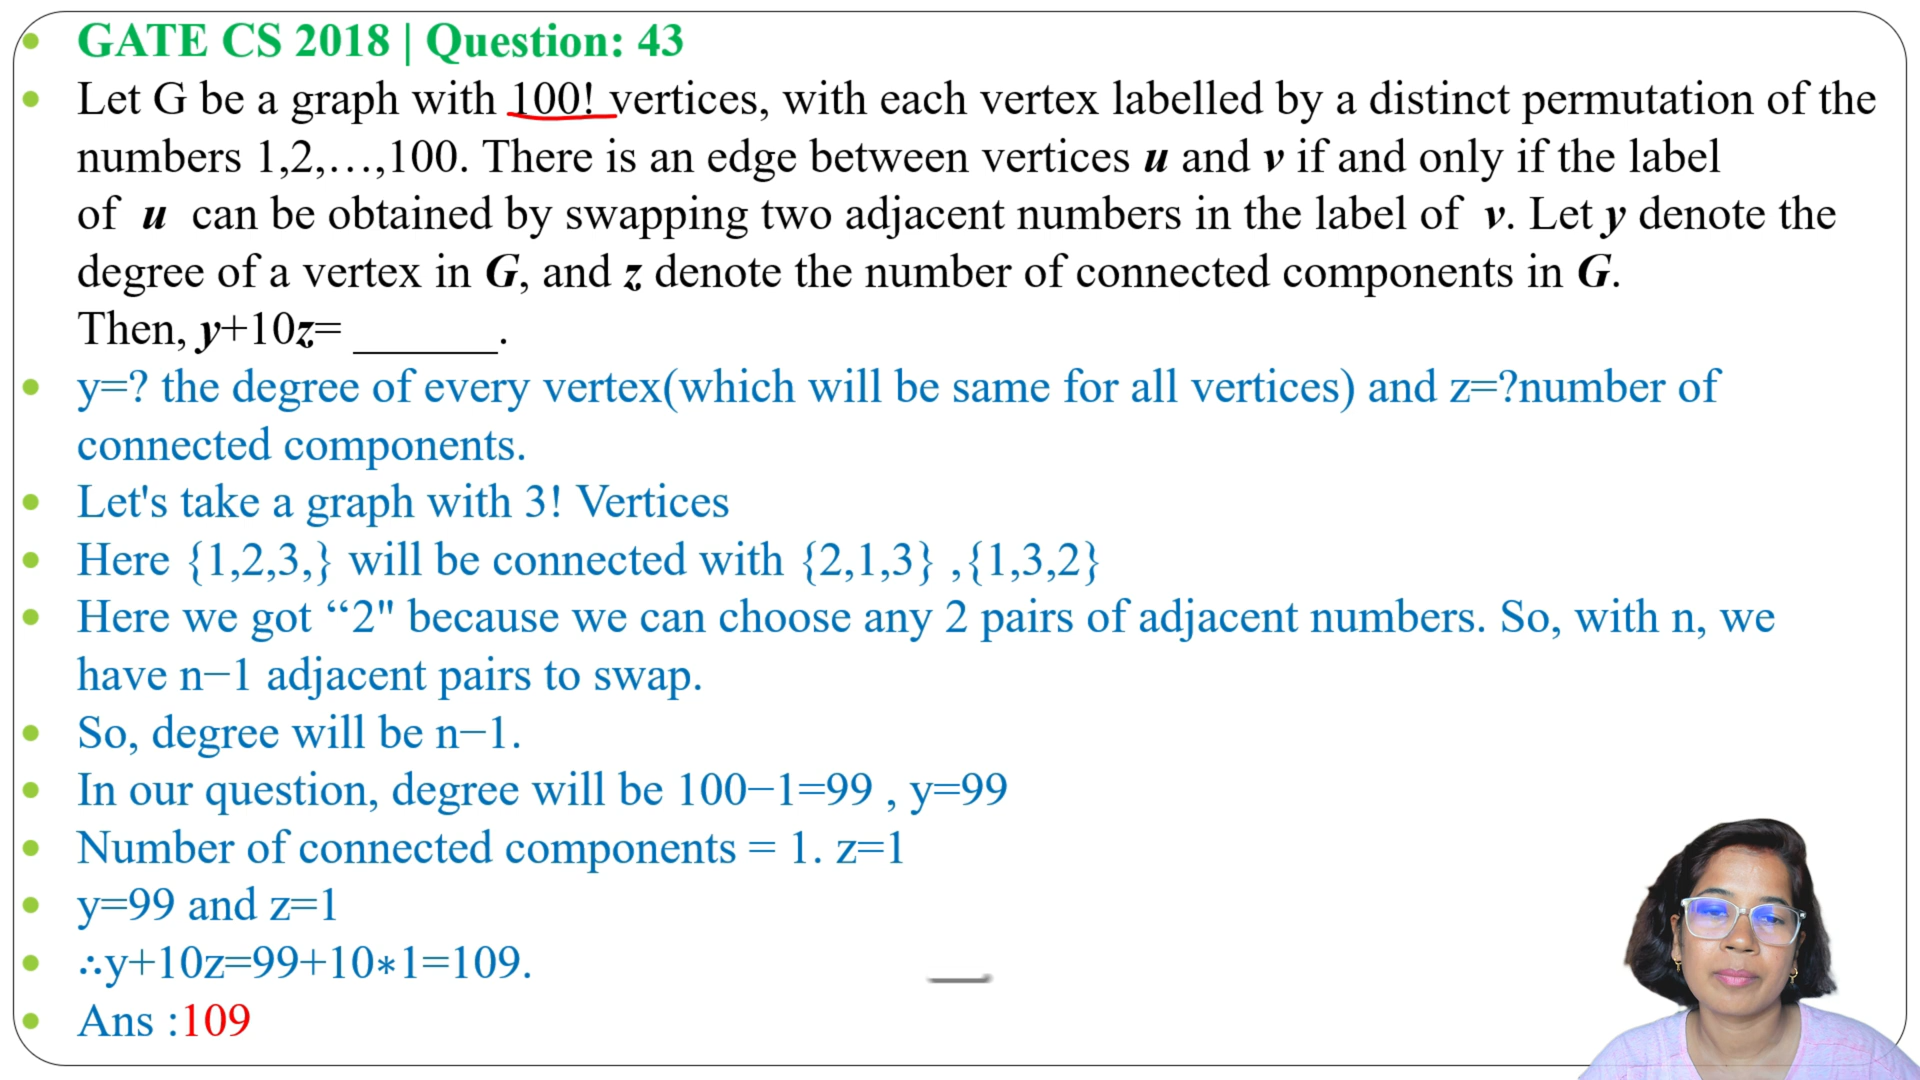 GATE CS 2018 | Question: 43
Let G be a graph with 100! vertices, with each vertex labelled by a distinct permutation of the
numbers 1,2,…,100. There is an edge between vertices u and v if and only if the label
of u can be obtained by swapping two adjacent numbers in the label of v. Let y denote the
degree of a vertex in G, and z denote the number of connected components in G.
Then, y+10z= ______.
y=? the degree of every vertex(which will be same for all vertices) and z=?number of
connected components.
Let's take a graph with 3! Vertices
Here {1,2,3,} will be connected with {2,1,3} ,{1,3,2}
Here we got “2" because we can choose any 2 pairs of adjacent numbers. So, with n, we
have n−1 adjacent pairs to swap.
So, degree will be n−1.
In our question, degree will be 100−1=99 , y=99
Number of connected components = 1. z=1
y=99 and z=1
∴y+10z=99+10∗1=109.
Ans :109